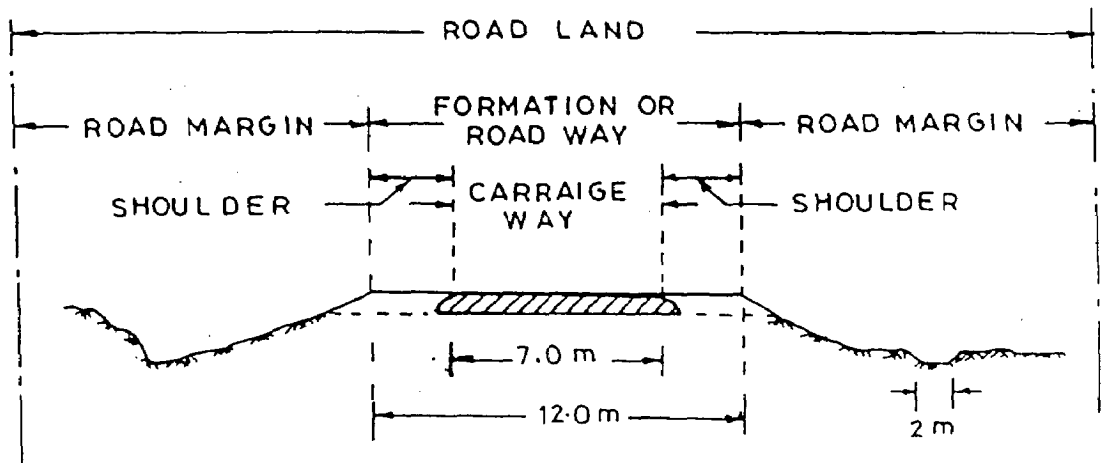 ROAD LAND
ROAD MARGIN
FORMATION OR
ROAD WAY
ROAD MARGIN
SHOULDER
CARRAIGE
WAY
SHOULDER
7.0 m
12.0 m
2 m